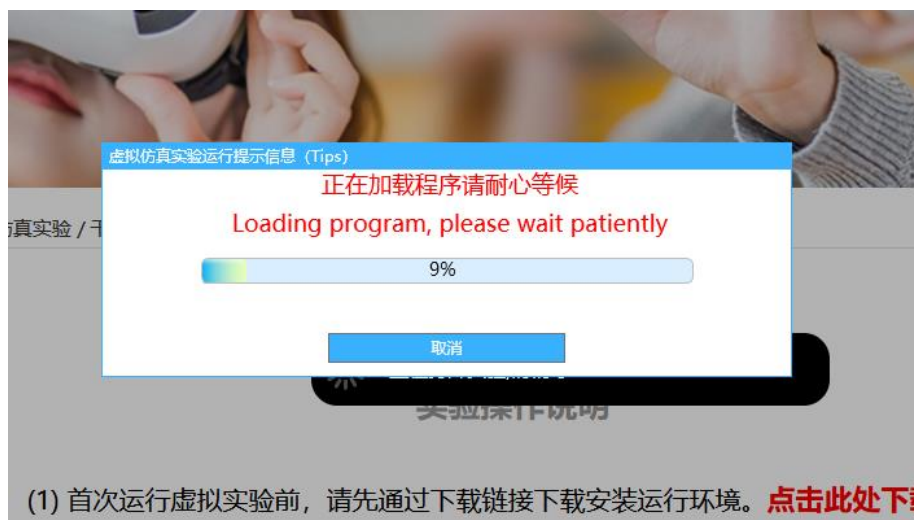 虚拟仿真实验运行提示信息 (Tips)
正在加载程序请耐心等候
Loading program, please wait patiently
真实验 /
9%
取消
实验操作说明
(1) 首次运行虚拟实验前，请先通过下载链接下载安装运行环境。点击此处下